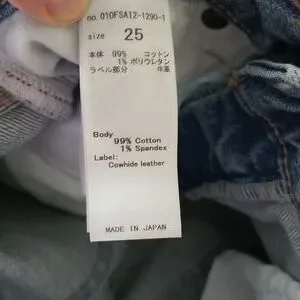 no. 010FSA12-1290-1
size 25
本体 99% コットン
1% ポリウレタン
ラベル部分 牛革
Body
99% Cotton
1% Spandex
Label:
Cowhide leather
MADE IN JAPAN